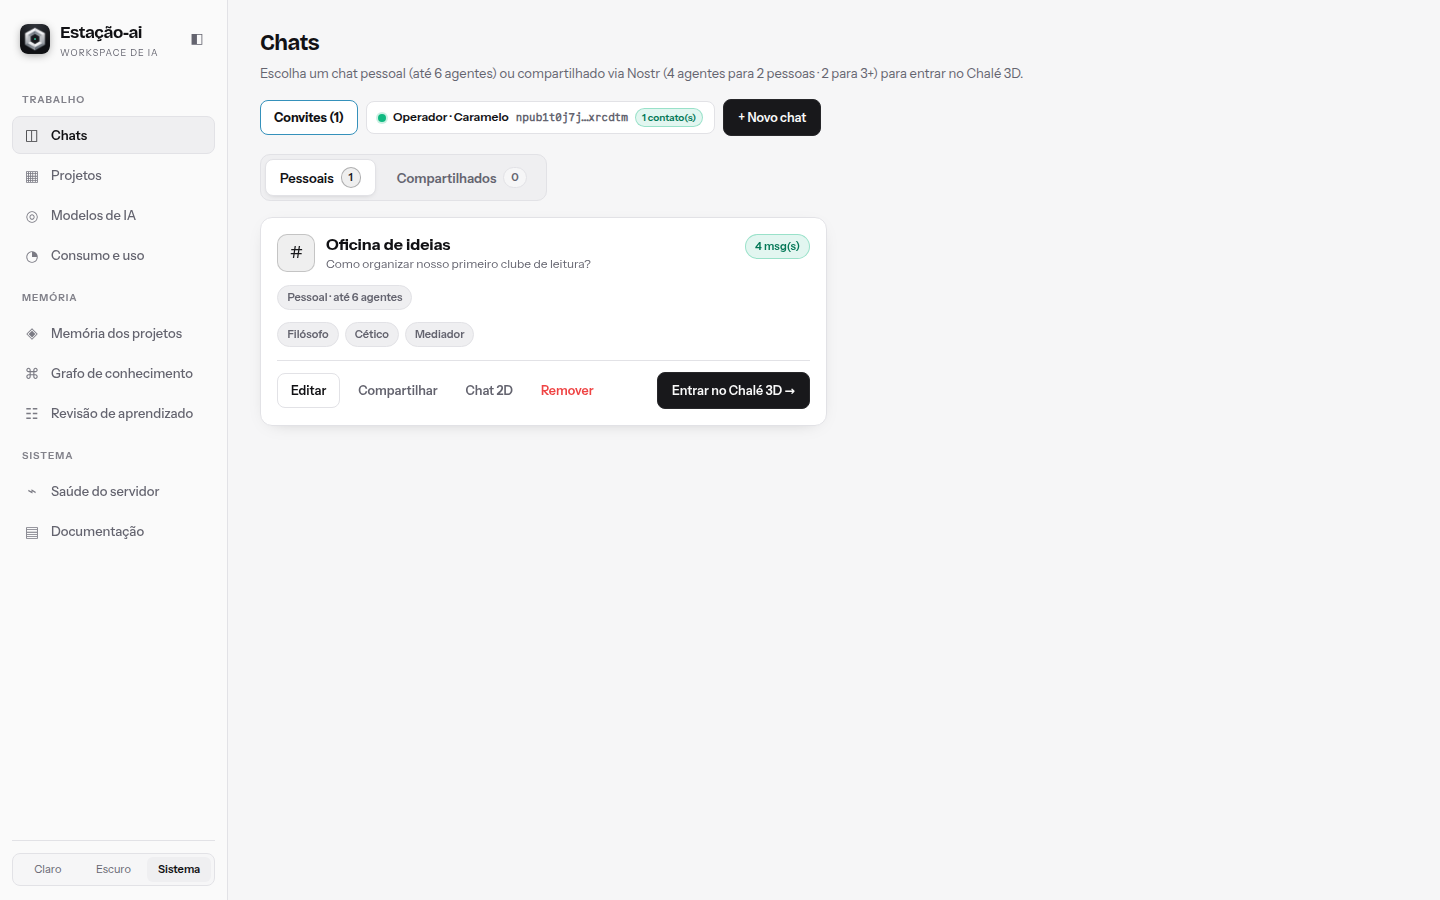 Estação-ai
WORKSPACE DE IA
TRABALHO
Chats
Projetos
Modelos de IA
Consumo e uso
MEMÓRIA
Memória dos projetos
Grafo de conhecimento
Revisão de aprendizado
SISTEMA
Saúde do servidor
Documentação
Claro Escuro Sistema
Chats
Escolha um chat pessoal (até 6 agentes) ou compartilhado via Nostr (4 agentes para 2 pessoas · 2 para 3+) para entrar no Chalé 3D.
Convites (1) Operador · Caramelo npub1t0j7j…xrcdtm 1 contato(s) + Novo chat
Pessoais 1 Compartilhados 0
# Oficina de ideias 4 msg(s)
Como organizar nosso primeiro clube de leitura?
Pessoal · até 6 agentes
Filósofo Cético Mediador
Editar Compartilhar Chat 2D Remover Entrar no Chalé 3D →